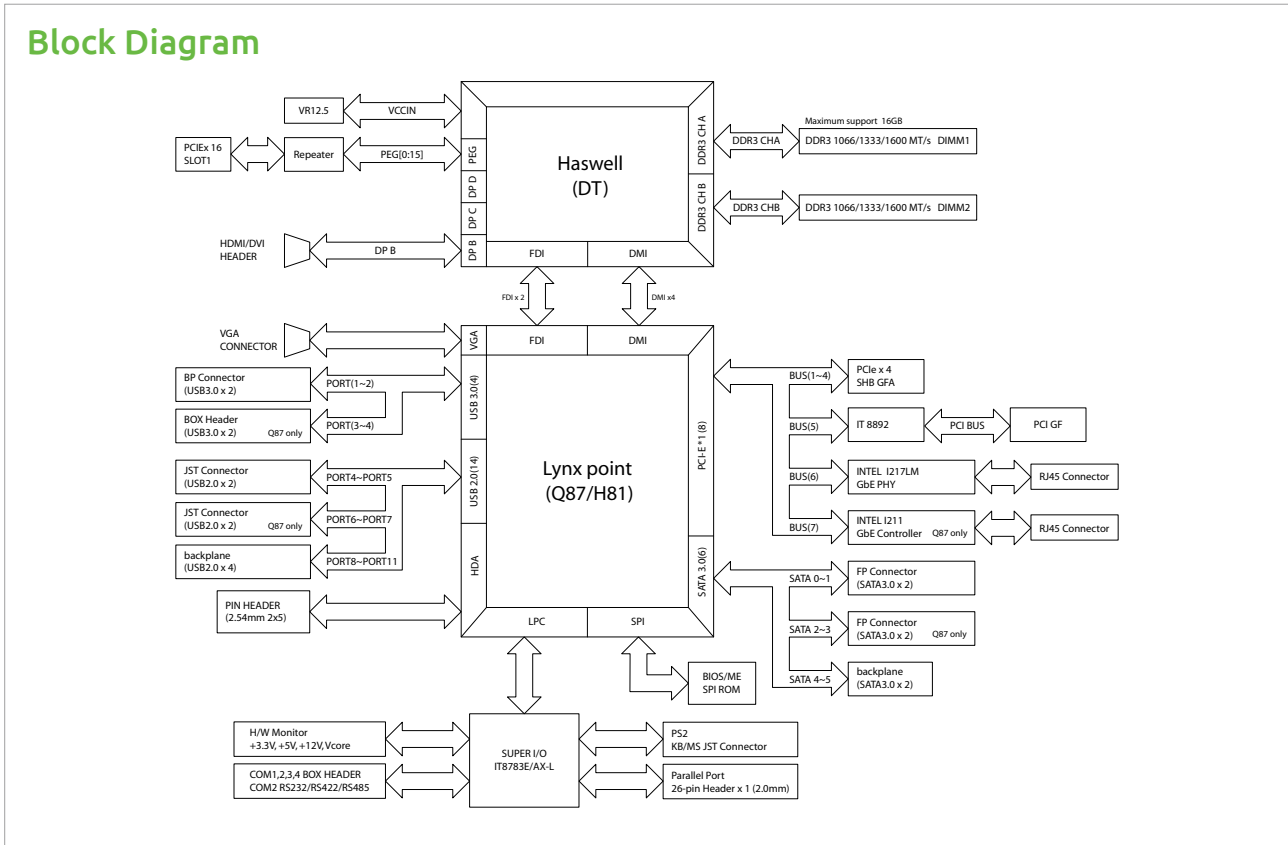 Block Diagram
VR12.5
VCCIN
PCIEx 16
SLOT1
Repeater
PEG[0:15]
HDMI/DVI
HEADER
DP B
PEG
DP D
DP C
DP B
Haswell
(DT)
FDI
DMI
DDR3 CH A
DDR3 CH B
DDR3 CHA
DDR3 CHB
Maximum support 16GB
DDR3 1066/1333/1600 MT/s DIMM1
DDR3 1066/1333/1600 MT/s DIMM2
FDI x 2
DMI x4
VGA
CONNECTOR
BP Connector
(USB3.0 x 2)
PORT(1~2)
BOX Header
(USB3.0 x 2) Q87 only
PORT(3~4)
JST Connector
(USB2.0 x 2)
PORT4~PORT5
JST Connector
(USB2.0 x 2) Q87 only
PORT6~PORT7
backplane
(USB2.0 x 4)
PORT8~PORT11
PIN HEADER
(2.54mm 2x5)
VGA
USB 3.0(4)
USB 2.0(14)
HDA
FDI
DMI
Lynx point
(Q87/H81)
LPC
SPI
PCI-E *1 (8)
SATA 3.0(6)
BUS(1~4)
PCIe x 4
SHB GFA
BUS(5)
IT 8892
PCI BUS
PCI GF
BUS(6)
INTEL I217LM
GbE PHY
RJ45 Connector
BUS(7)
INTEL I211
GbE Controller Q87 only
RJ45 Connector
SATA 0~1
FP Connector
(SATA3.0 x 2)
SATA 2~3
FP Connector
(SATA3.0 x 2) Q87 only
SATA 4~5
backplane
(SATA3.0 x 2)
BIOS/ME
SPI ROM
H/W Monitor
+3.3V, +5V, +12V, Vcore
COM1,2,3,4 BOX HEADER
COM2 RS232/RS422/RS485
SUPER I/O
IT8783E/AX-L
PS2
KB/MS JST Connector
Parallel Port
26-pin Header x 1 (2.0mm)